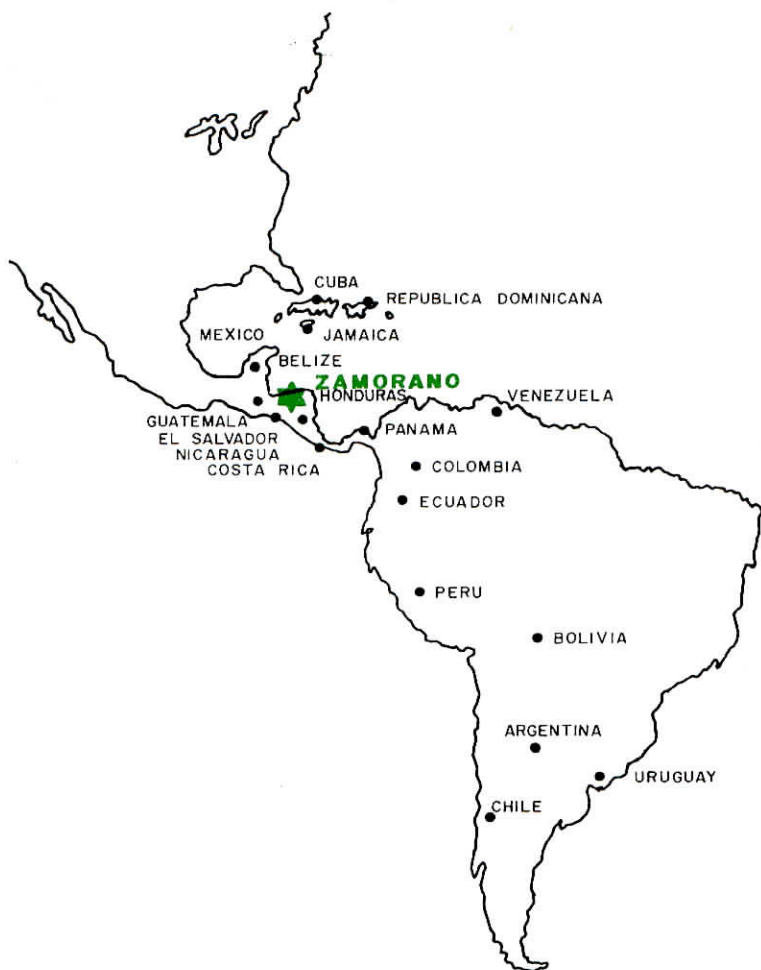 CUBA
REPUBLICA DOMINICANA
MEXICO
JAMAICA
BELIZE
ZAMORANO
HONDURAS
VENEZUELA
GUATEMALA
EL SALVADOR
NICARAGUA
COSTA RICA
PANAMA
COLOMBIA
ECUADOR
PERU
BOLIVIA
ARGENTINA
URUGUAY
CHILE